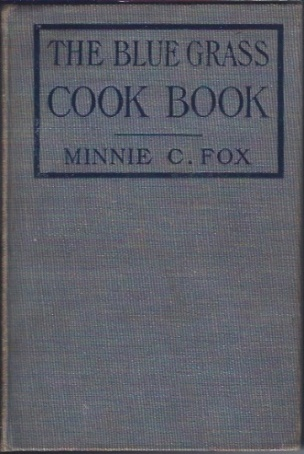 THE BLUE GRASS
COOK BOOK
MINNIE C. FOX